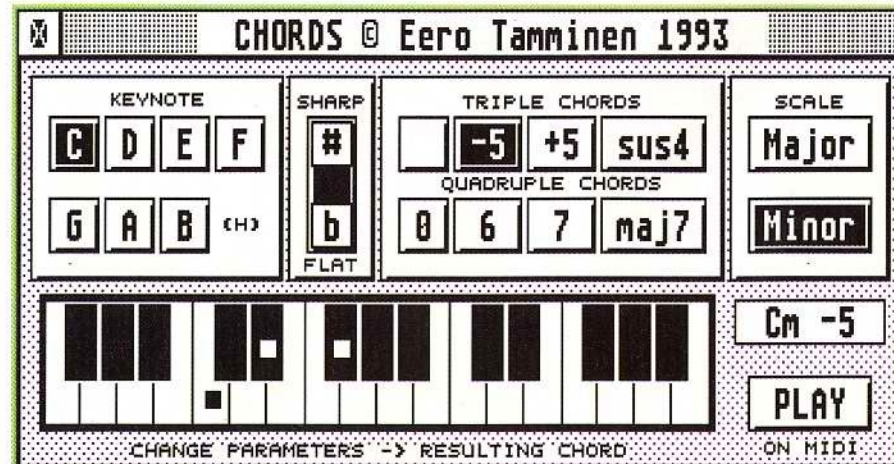 CHORDS © Eero Tamminen 1993
KEYNOTE
C D E F
G A B (H)
SHARP
#
b
FLAT
TRIPLE CHORDS
-5 +5 sus4
QUADRUPLE CHORDS
0 6 7 maj7
SCALE
Major
Minor
Cm -5
PLAY
ON MIDI
CHANGE PARAMETERS -> RESULTING CHORD